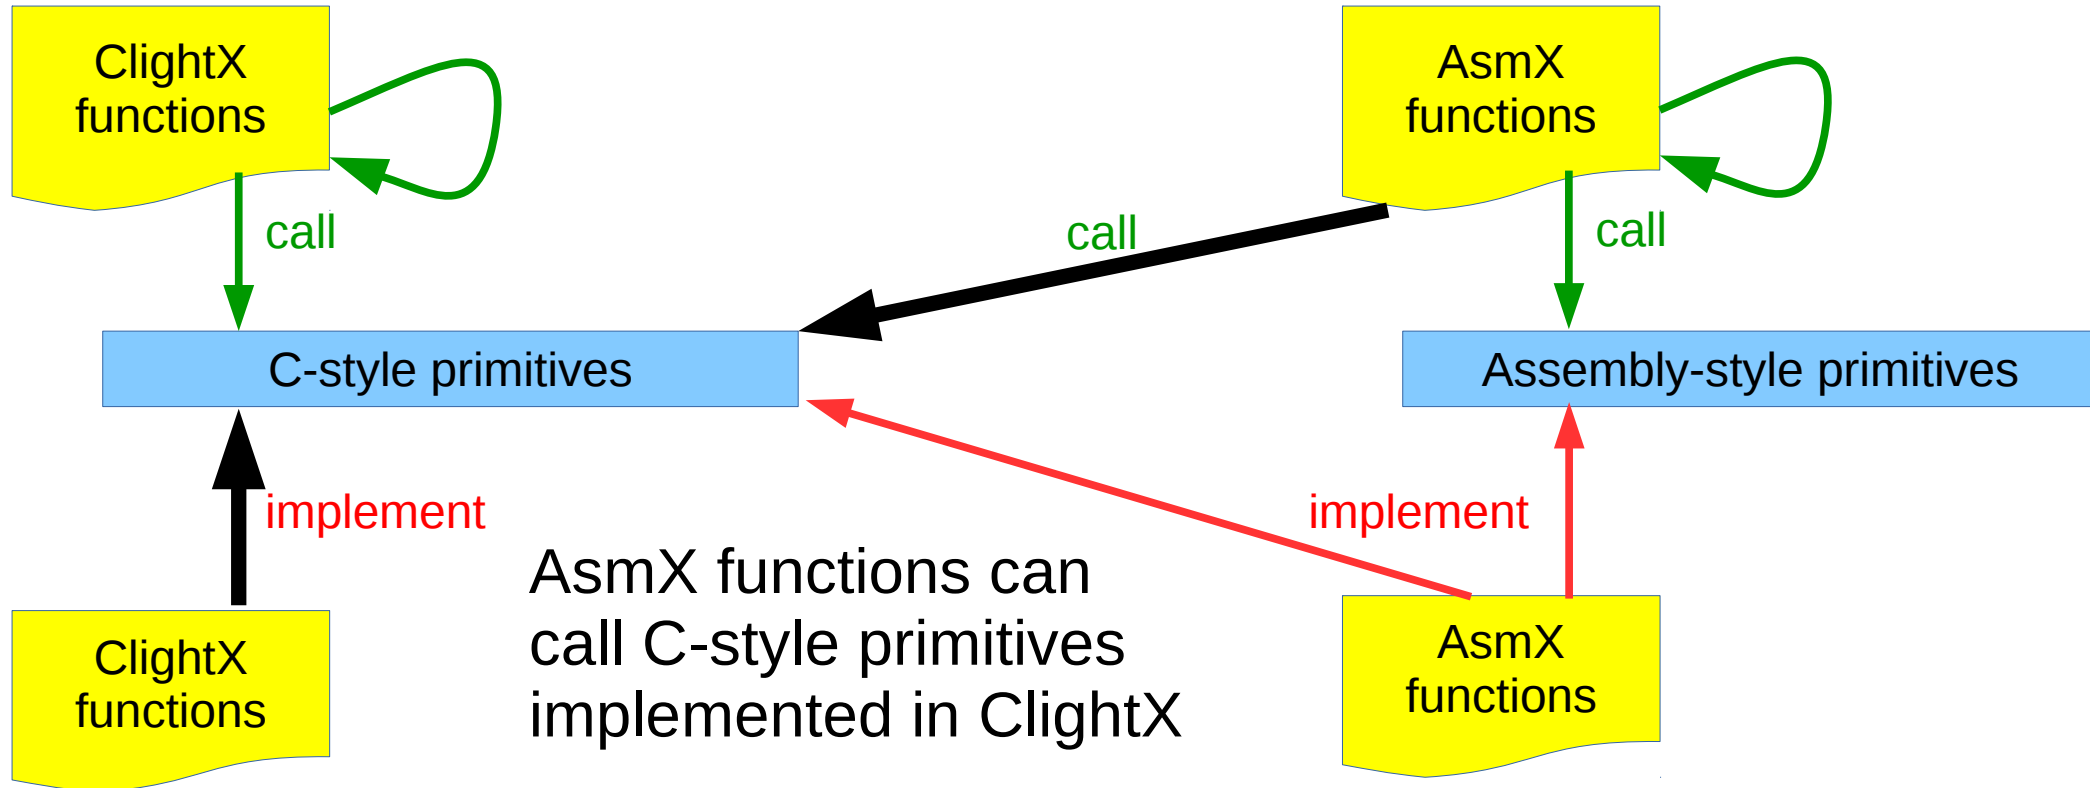 ClightX
functions
AsmX
functions
call
call
call
C-style primitives
Assembly-style primitives
implement
implement
AsmX functions can
call C-style primitives
implemented in ClightX
ClightX
functions
AsmX
functions